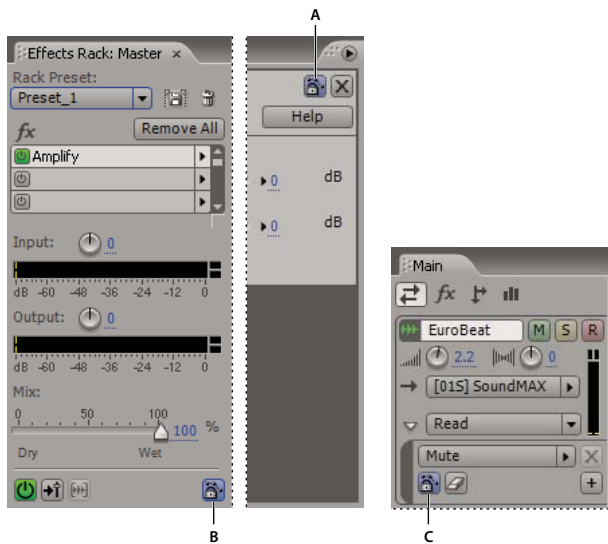 A
Effects Rack: Master ×
Rack Preset:
Preset_1
fx
Remove All
Amplify
Input: 0
dB -60 -48 -36 -24 -12 0
Output: 0
dB -60 -48 -36 -24 -12 0
Mix:
0 50 100
100 %
Dry Wet
B
Help
0 dB
0 dB
Main
fx
EuroBeat M S R
2.2 0
[01S] SoundMAX
Read
Mute
C